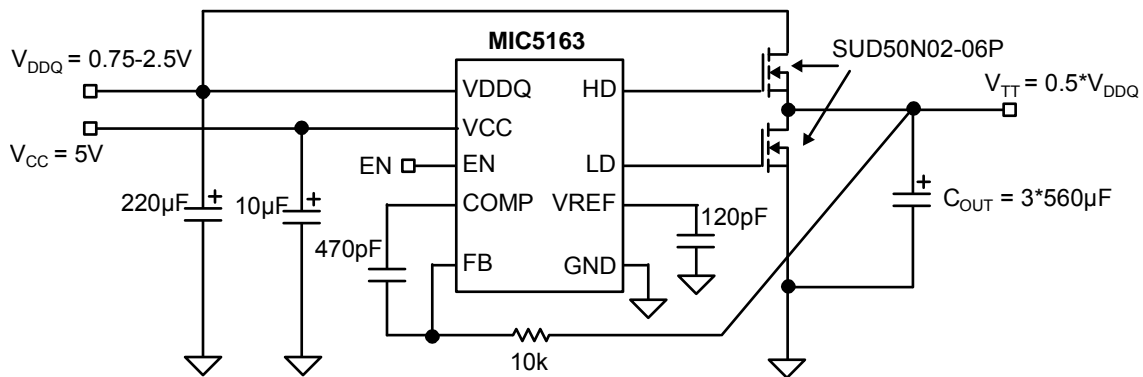 MIC5163
SUD50N02-06P
V_DDQ = 0.75-2.5V
V_TT = 0.5*V_DDQ
VDDQ HD
VCC
V_CC = 5V
EN EN LD
220µF + 10µF + COMP VREF 120pF + C_OUT = 3*560µF
470pF
FB GND
10k